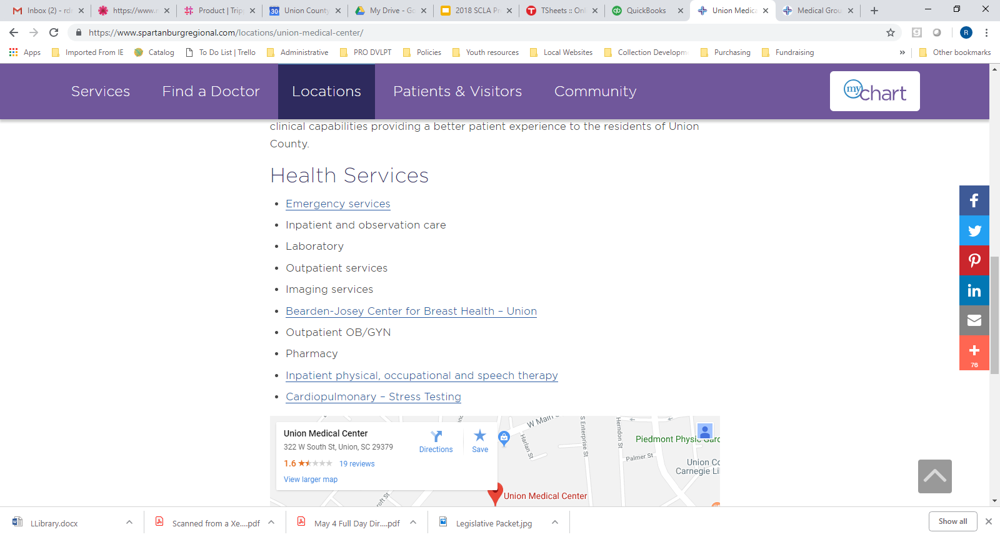 Inbox (2) - rdr
https://www.r
Product | Trip
30
Union County
My Drive - Go
2018 SCLA Pr
TSheets :: Onl
QuickBooks
Union Medica
Medical Grou
https://www.spartanburgregional.com/locations/union-medical-center/
R
Apps
Imported From IE
Catalog
To Do List | Trello
Administrative
PRO DVLPT
Policies
Youth resources
Local Websites
Collection Developm
Purchasing
Fundraising
»
Other bookmarks
Services
Find a Doctor
Locations
Patients & Visitors
Community
mychart
clinical capabilities providing a better patient experience to the residents of Union
County.
Health Services
• Emergency services
• Inpatient and observation care
• Laboratory
• Outpatient services
• Imaging services
• Bearden-Josey Center for Breast Health – Union
• Outpatient OB/GYN
• Pharmacy
• Inpatient physical, occupational and speech therapy
• Cardiopulmonary – Stress Testing
76
Union Medical Center
322 W South St, Union, SC 29379
1.6
19 reviews
View larger map
Directions
Save
W Main
Harlan St
S Enterprise St
Herndon St
Palmer St
Piedmont Physic Garc
Union Co
Carnegie Li
Union Medical Center
LLibrary.docx
Scanned from a Xe....pdf
May 4 Full Day Dir....pdf
Legislative Packet.jpg
Show all